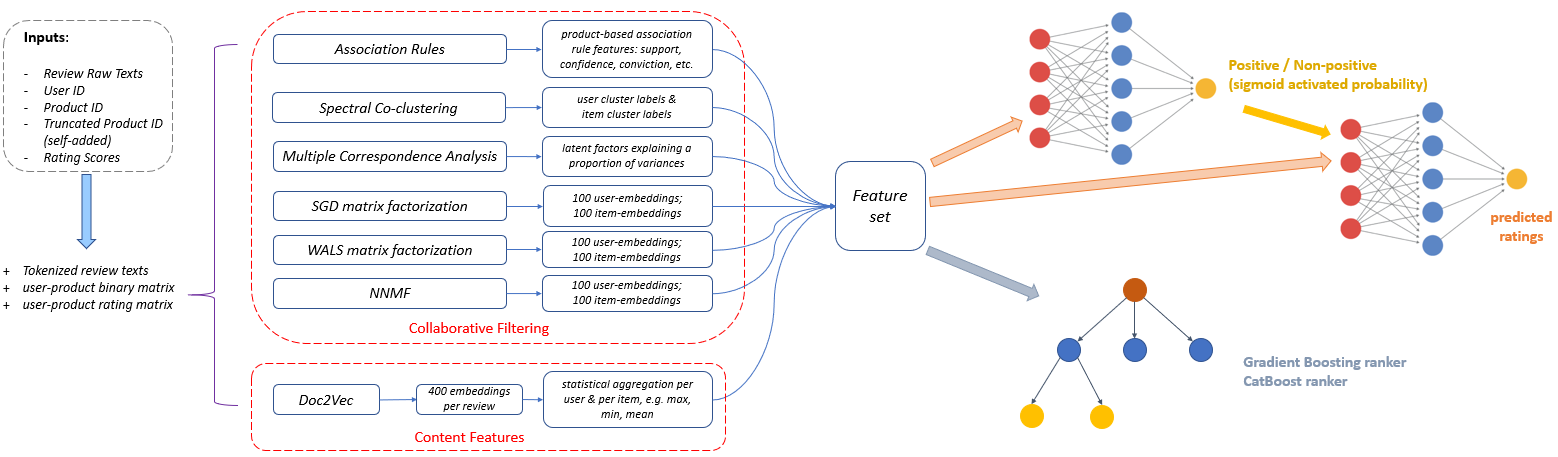 Inputs:
- Review Raw Texts
- User ID
- Product ID
- Truncated Product ID
(self-added)
- Rating Scores
+ Tokenized review texts
+ user-product binary matrix
+ user-product rating matrix
Association Rules
product-based association
rule features: support,
confidence, conviction, etc.
Spectral Co-clustering
user cluster labels &
item cluster labels
Multiple Correspondence Analysis
latent factors explaining a
proportion of variances
SGD matrix factorization
100 user-embeddings;
100 item-embeddings
WALS matrix factorization
100 user-embeddings;
100 item-embeddings
NNMF
100 user-embeddings;
100 item-embeddings
Collaborative Filtering
Doc2Vec
400 embeddings
per review
statistical aggregation per
user & per item, e.g. max,
min, mean
Content Features
Feature
set
Positive / Non-positive
(sigmoid activated probability)
predicted
ratings
Gradient Boosting ranker
CatBoost ranker